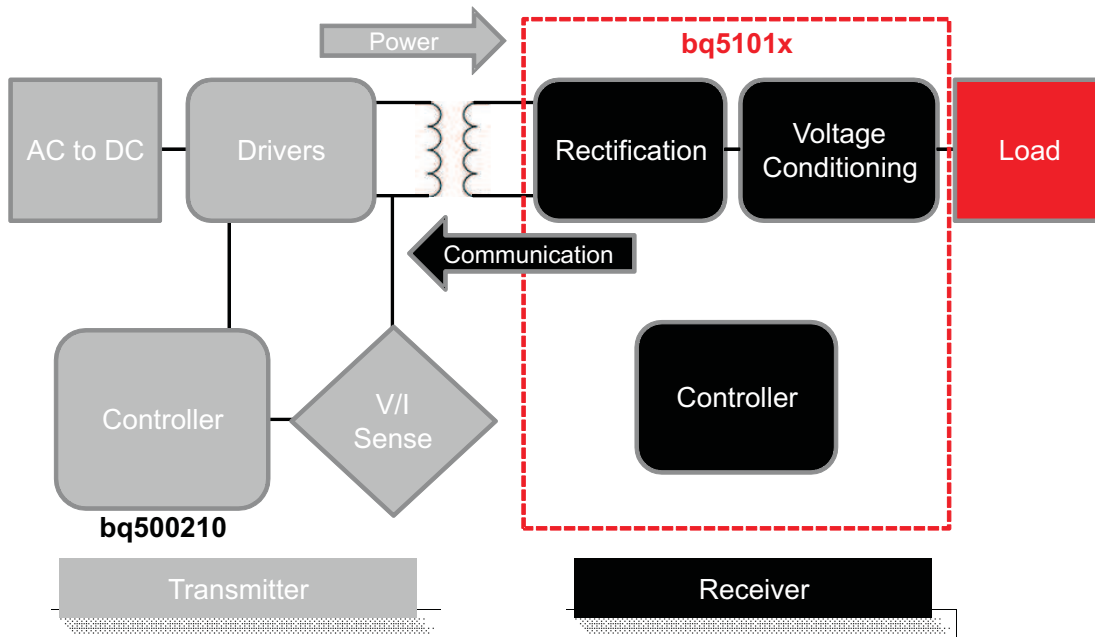 Power
bq5101x
AC to DC
Drivers
Rectification
Voltage
Conditioning
Load
Communication
Controller
V/I
Sense
Controller
bq500210
Transmitter
Receiver